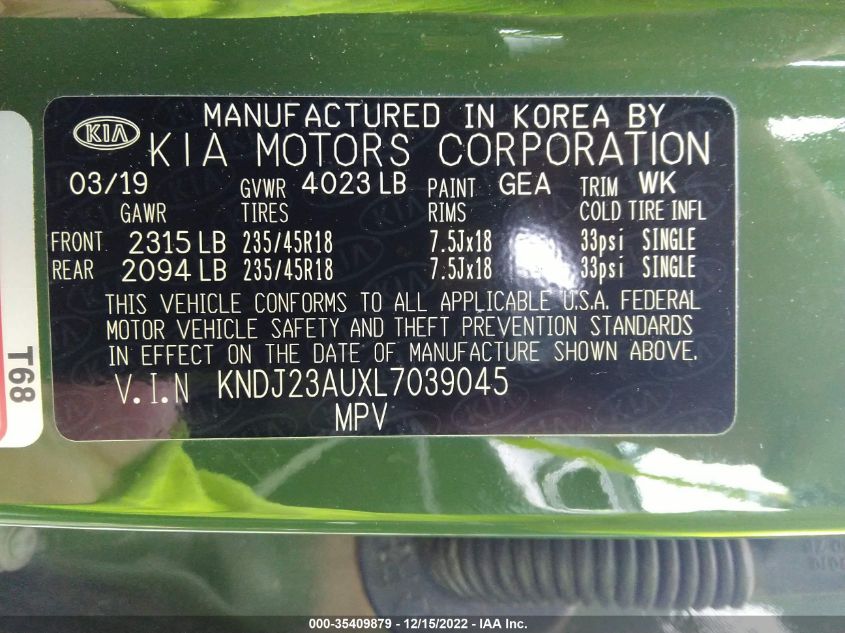 MANUFACTURED IN KOREA BY
KIA KIA MOTORS CORPORATION
03/19 GVWR 4023 LB PAINT GEA TRIM WK
GAWR TIRES RIMS COLD TIRE INFL
FRONT 2315 LB 235/45R18 7.5Jx18 33psi SINGLE
REAR 2094 LB 235/45R18 7.5Jx18 33psi SINGLE
THIS VEHICLE CONFORMS TO ALL APPLICABLE U.S.A. FEDERAL
MOTOR VEHICLE SAFETY AND THEFT PREVENTION STANDARDS
IN EFFECT ON THE DATE OF MANUFACTURE SHOWN ABOVE.
V.I.N KNDJ23AUXL7039045
MPV
T68
000-35409879 - 12/15/2022 - IAA Inc.